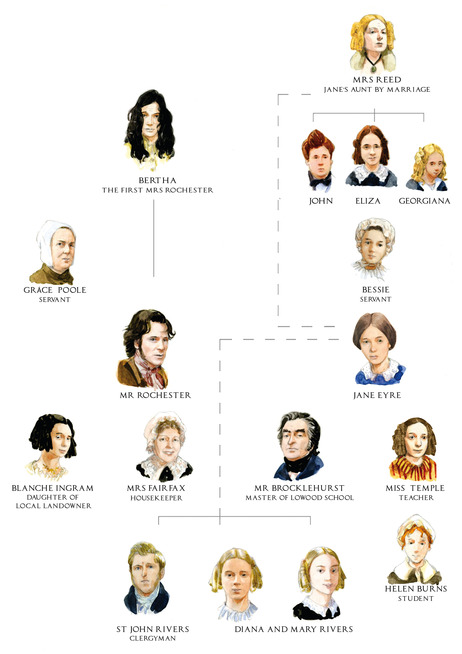 MRS REED
JANE'S AUNT BY MARRIAGE
BERTHA
THE FIRST MRS ROCHESTER
JOHN
ELIZA
GEORGIANA
GRACE POOLE
SERVANT
BESSIE
SERVANT
MR ROCHESTER
JANE EYRE
BLANCHE INGRAM
DAUGHTER OF
LOCAL LANDOWNER
MRS FAIRFAX
HOUSEKEEPER
MR BROCKLEHURST
MASTER OF LOWOOD SCHOOL
MISS TEMPLE
TEACHER
HELEN BURNS
STUDENT
ST JOHN RIVERS
CLERGYMAN
DIANA AND MARY RIVERS